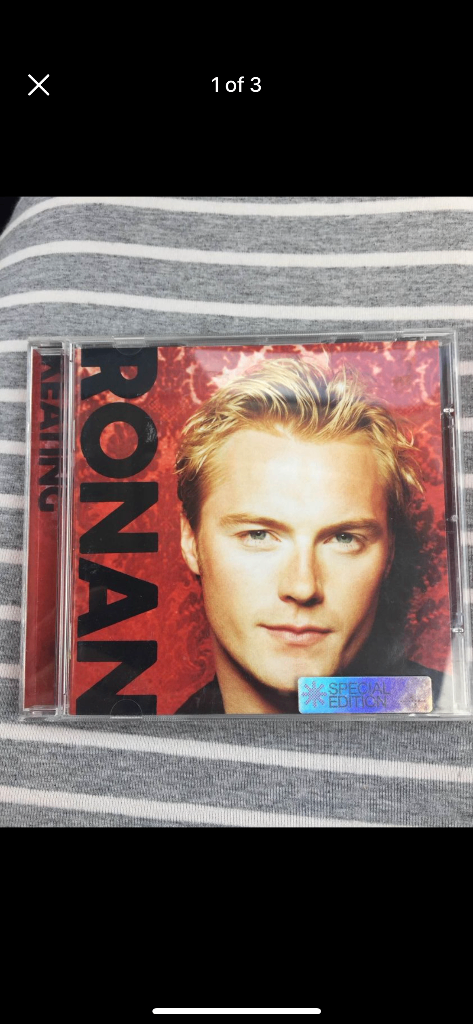 1 of 3
KEATING
RONAN
SPECIAL
EDITION